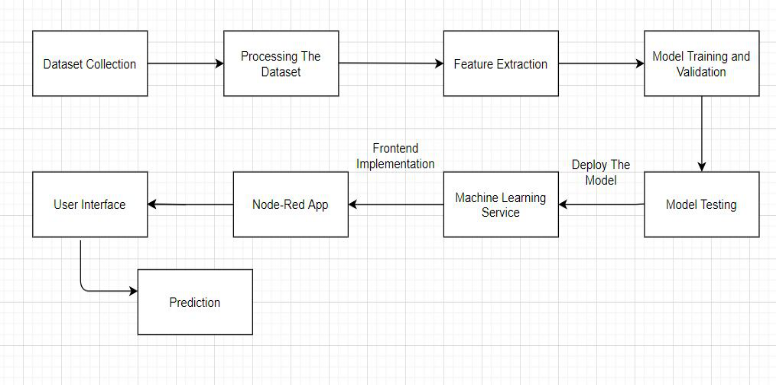 Dataset Collection
Processing The
Dataset
Feature Extraction
Model Training and
Validation
Frontend
Implementation
Deploy The
Model
User Interface
Node-Red App
Machine Learning
Service
Model Testing
Prediction